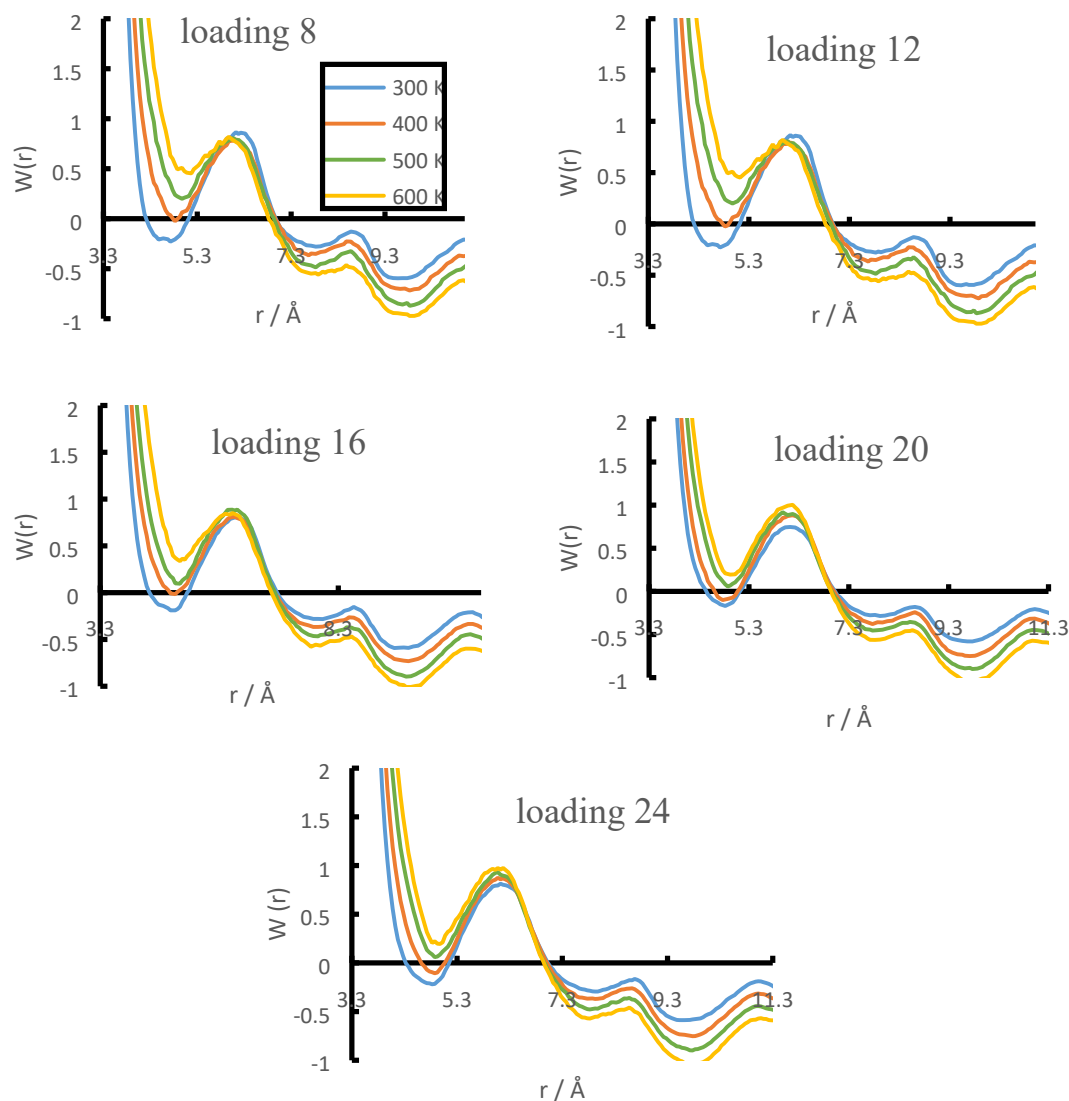 loading 8
2
1.5
1
0.5
0
-0.5
-1
W(r)
3.3 5.3 7.3 9.3
r / Å
300 K
400 K
500 K
600 K
loading 12
2
1.5
1
0.5
0
-0.5
-1
W(r)
3.3 5.3 7.3 9.3
r / Å
loading 16
2
1.5
1
0.5
0
-0.5
-1
W(r)
3.3 8.3
r / Å
loading 20
2
1.5
1
0.5
0
-0.5
-1
W(r)
3.3 5.3 7.3 9.3 11.3
r / Å
loading 24
2
1.5
1
0.5
0
-0.5
-1
W (r)
3.3 5.3 7.3 9.3 11.3
r / Å